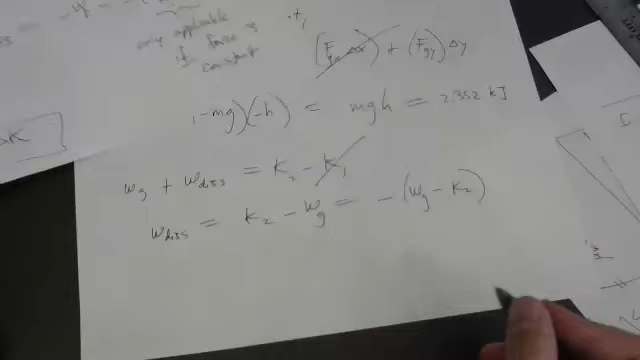 only applicable
if force is
constant
(F_gx Δx) + (F_gy) Δy
(-mg)(-h) = mgh = 2.352 kJ
ΔK
W_g + W_diss = K_2 - K_1
W_diss = K_2 - W_g = - (W_g - K_2)